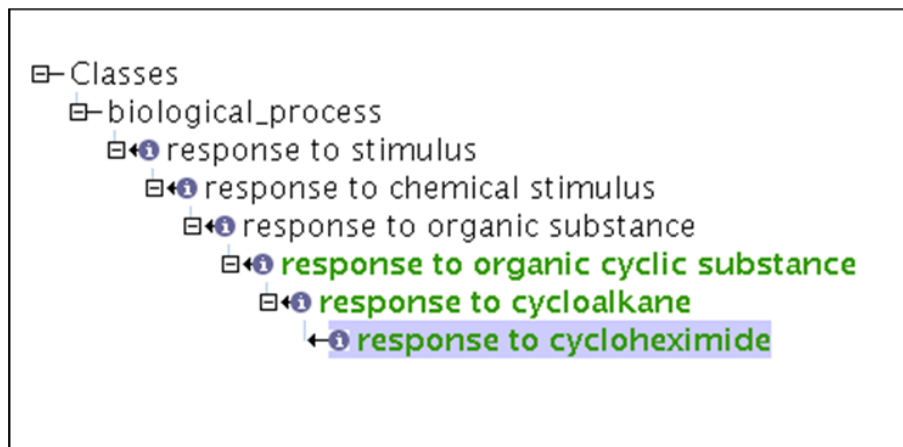 Classes
biological_process
response to stimulus
response to chemical stimulus
response to organic substance
response to organic cyclic substance
response to cycloalkane
response to cycloheximide